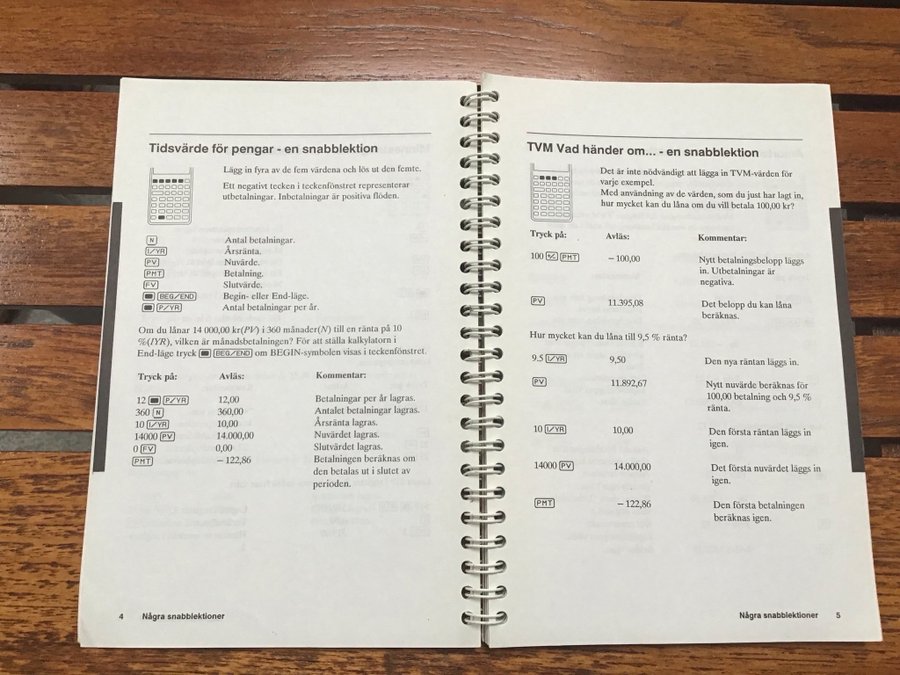 Tidsvärde för pengar - en snabblektion
Lägg in fyra av de fem värdena och lös ut den femte.
Ett negativt tecken i teckenfönstret representerar
utbetalningar. Inbetalningar är positiva flöden.
N Antal betalningar.
I/YR Årsränta.
PV Nuvärde.
PMT Betalning.
FV Slutvärde.
BEG/END Begin- eller End-läge.
P/YR Antal betalningar per år.
Om du lånar 14 000,00 kr(PV) i 360 månader(N) till en ränta på 10
%(IYR), vilken är månadsbetalningen? För att ställa kalkylatorn i
End-läge tryck BEG/END om BEGIN-symbolen visas i teckenfönstret.
Tryck på: Avläs: Kommentar:
12 P/YR 12,00 Betalningar per år lagras.
360 N 360,00 Antalet betalningar lagras.
10 I/YR 10,00 Årsränta lagras.
14000 PV 14.000,00 Nuvärdet lagras.
0 FV 0,00 Slutvärdet lagras.
PMT −122,86 Betalningen beräknas om
den betalas ut i slutet av
perioden.
4 Några snabblektioner
TVM Vad händer om... - en snabblektion
Det är inte nödvändigt att lägga in TVM-värden för
varje exempel.
Med användning av de värden, som du just har lagt in,
hur mycket kan du låna om du vill betala 100,00 kr?
Tryck på: Avläs: Kommentar:
100 +/− PMT −100,00 Nytt betalningsbelopp läggs
in. Utbetalningar är
negativa.
PV 11.395,08 Det belopp du kan låna
beräknas.
Hur mycket kan du låna till 9,5 % ränta?
9.5 I/YR 9,50 Den nya räntan läggs in.
PV 11.892,67 Nytt nuvärde beräknas för
100,00 betalning och 9,5 %
ränta.
10 I/YR 10,00 Den första räntan läggs in
igen.
14000 PV 14.000,00 Det första nuvärdet läggs in
igen.
PMT −122,86 Den första betalningen
beräknas igen.
Några snabblektioner 5